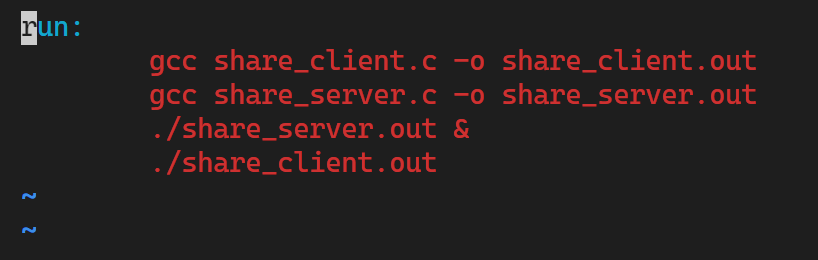 run:
gcc share_client.c -o share_client.out
gcc share_server.c -o share_server.out
./share_server.out &
./share_client.out
~
~